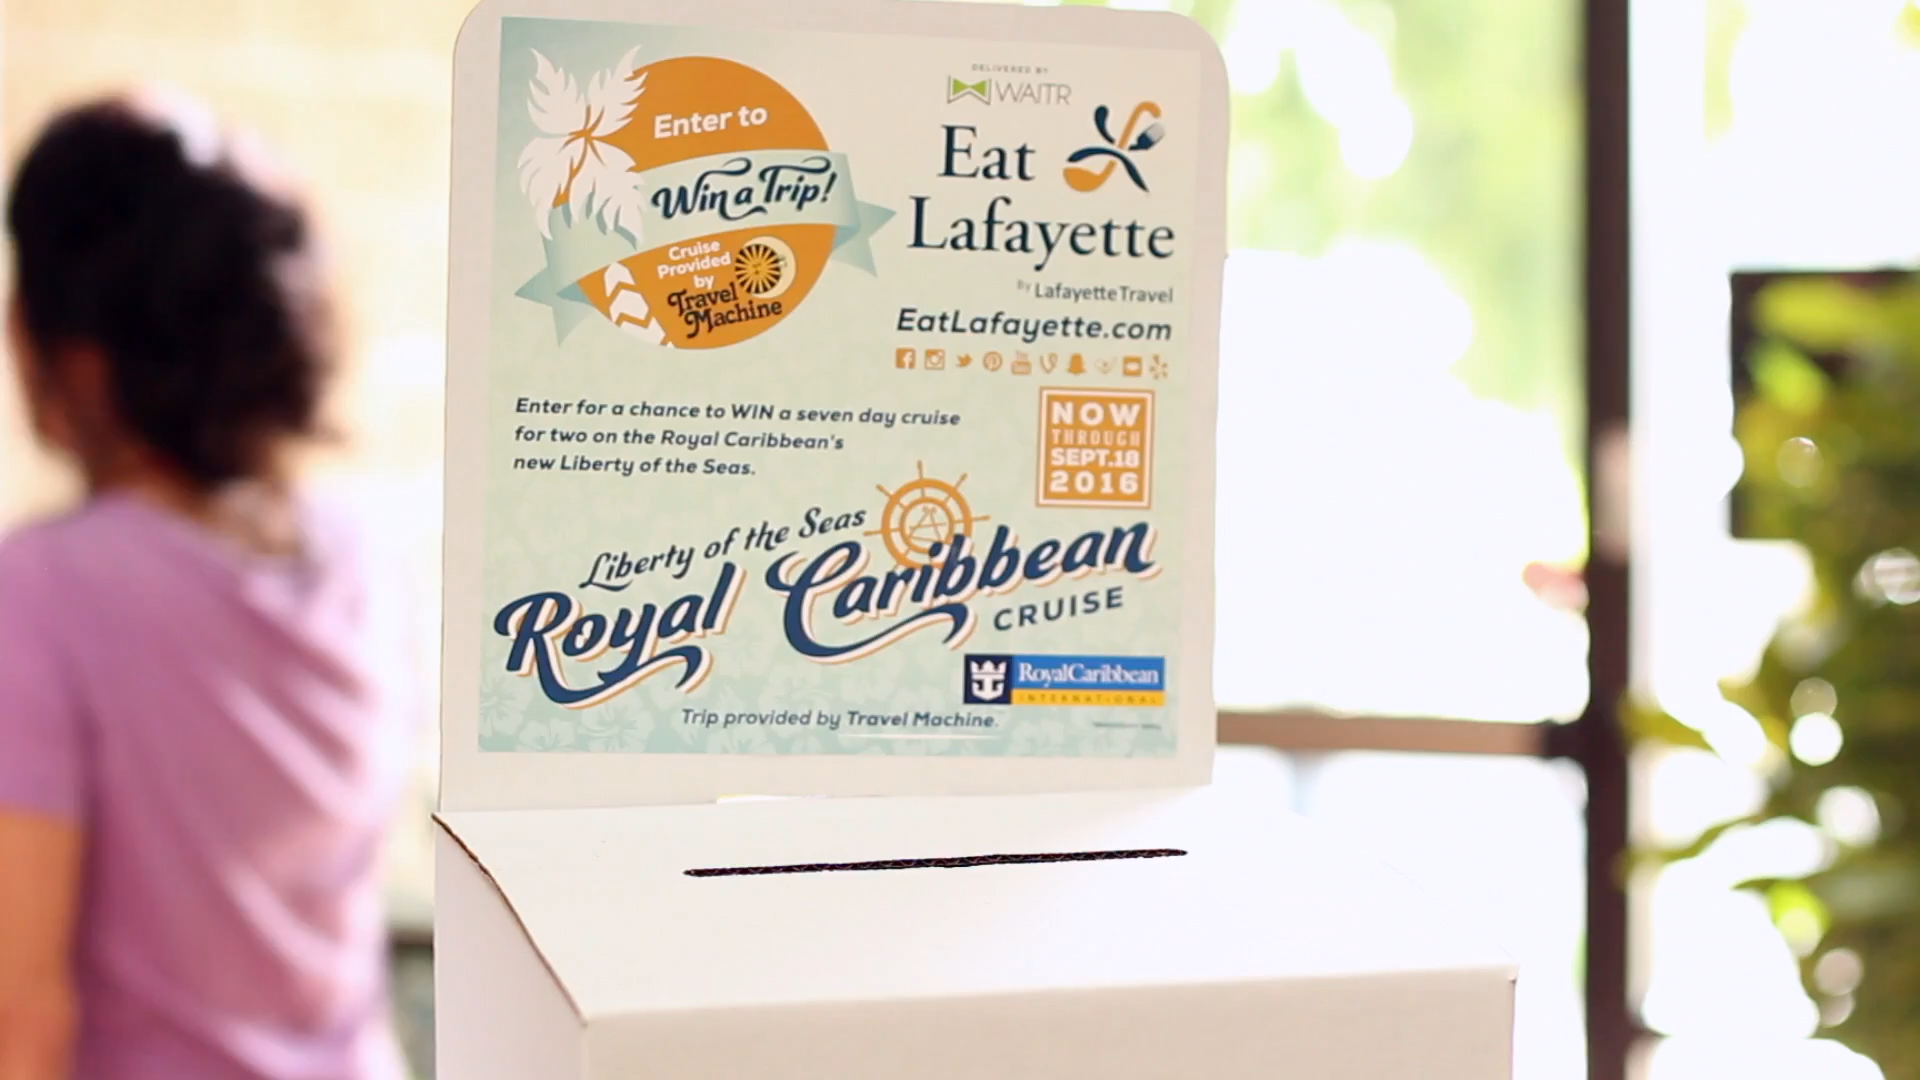 Enter to
Win a Trip!
Cruise
Provided
by
Travel
Machine
DELIVERED BY
WAITR
Eat
Lafayette
By LafayetteTravel
EatLafayette.com
Enter for a chance to WIN a seven day cruise
for two on the Royal Caribbean's
new Liberty of the Seas.
NOW
THROUGH
SEPT.18
2016
Liberty of the Seas
Royal Caribbean
CRUISE
RoyalCaribbean
INTERNATIONAL
Trip provided by Travel Machine.